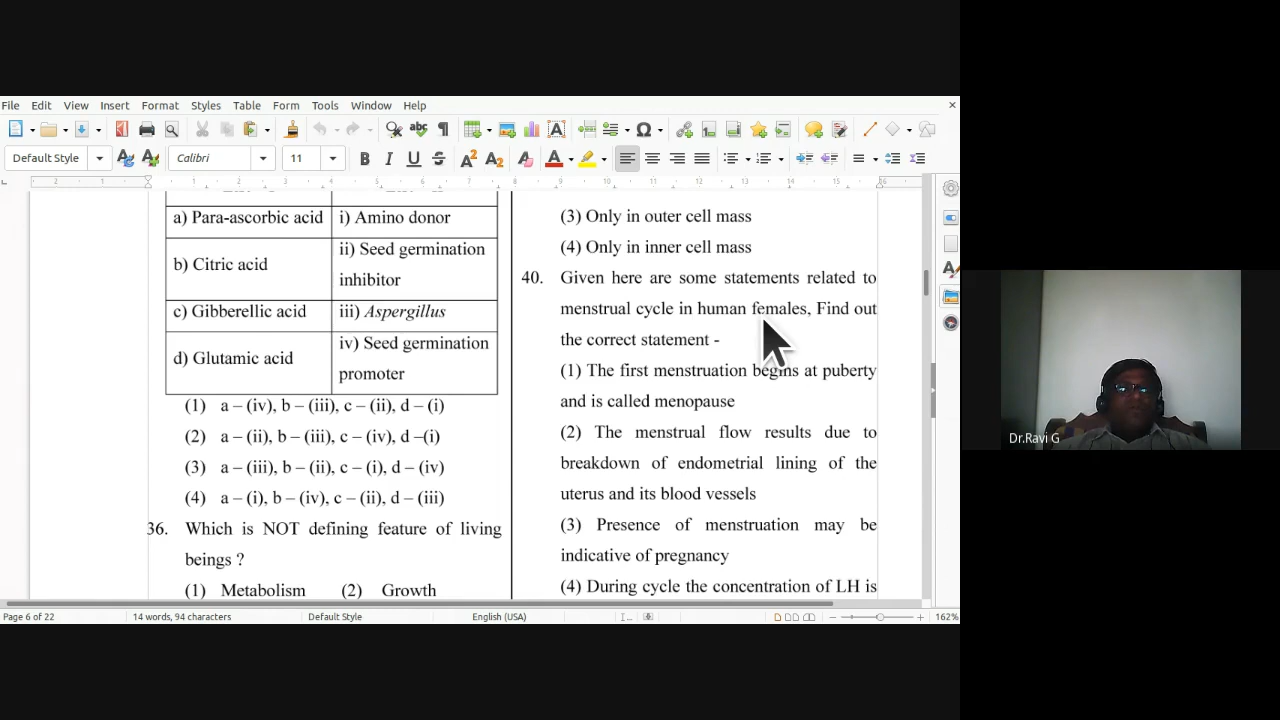 File Edit View Insert Format Styles Table Form Tools Window Help
Default Style Calibri 11
a) Para-ascorbic acid i) Amino donor
b) Citric acid ii) Seed germination
inhibitor
c) Gibberellic acid iii) Aspergillus
d) Glutamic acid iv) Seed germination
promoter
(1) a – (iv), b – (iii), c – (ii), d – (i)
(2) a – (ii), b – (iii), c – (iv), d –(i)
(3) a – (iii), b – (ii), c – (i), d – (iv)
(4) a – (i), b – (iv), c – (ii), d – (iii)
36. Which is NOT defining feature of living
beings ?
(1) Metabolism (2) Growth
(3) Only in outer cell mass
(4) Only in inner cell mass
40. Given here are some statements related to
menstrual cycle in human females, Find out
the correct statement -
(1) The first menstruation begins at puberty
and is called menopause
(2) The menstrual flow results due to
breakdown of endometrial lining of the
uterus and its blood vessels
(3) Presence of menstruation may be
indicative of pregnancy
(4) During cycle the concentration of LH is
Page 6 of 22 14 words, 94 characters Default Style English (USA) 162%
Dr.Ravi G